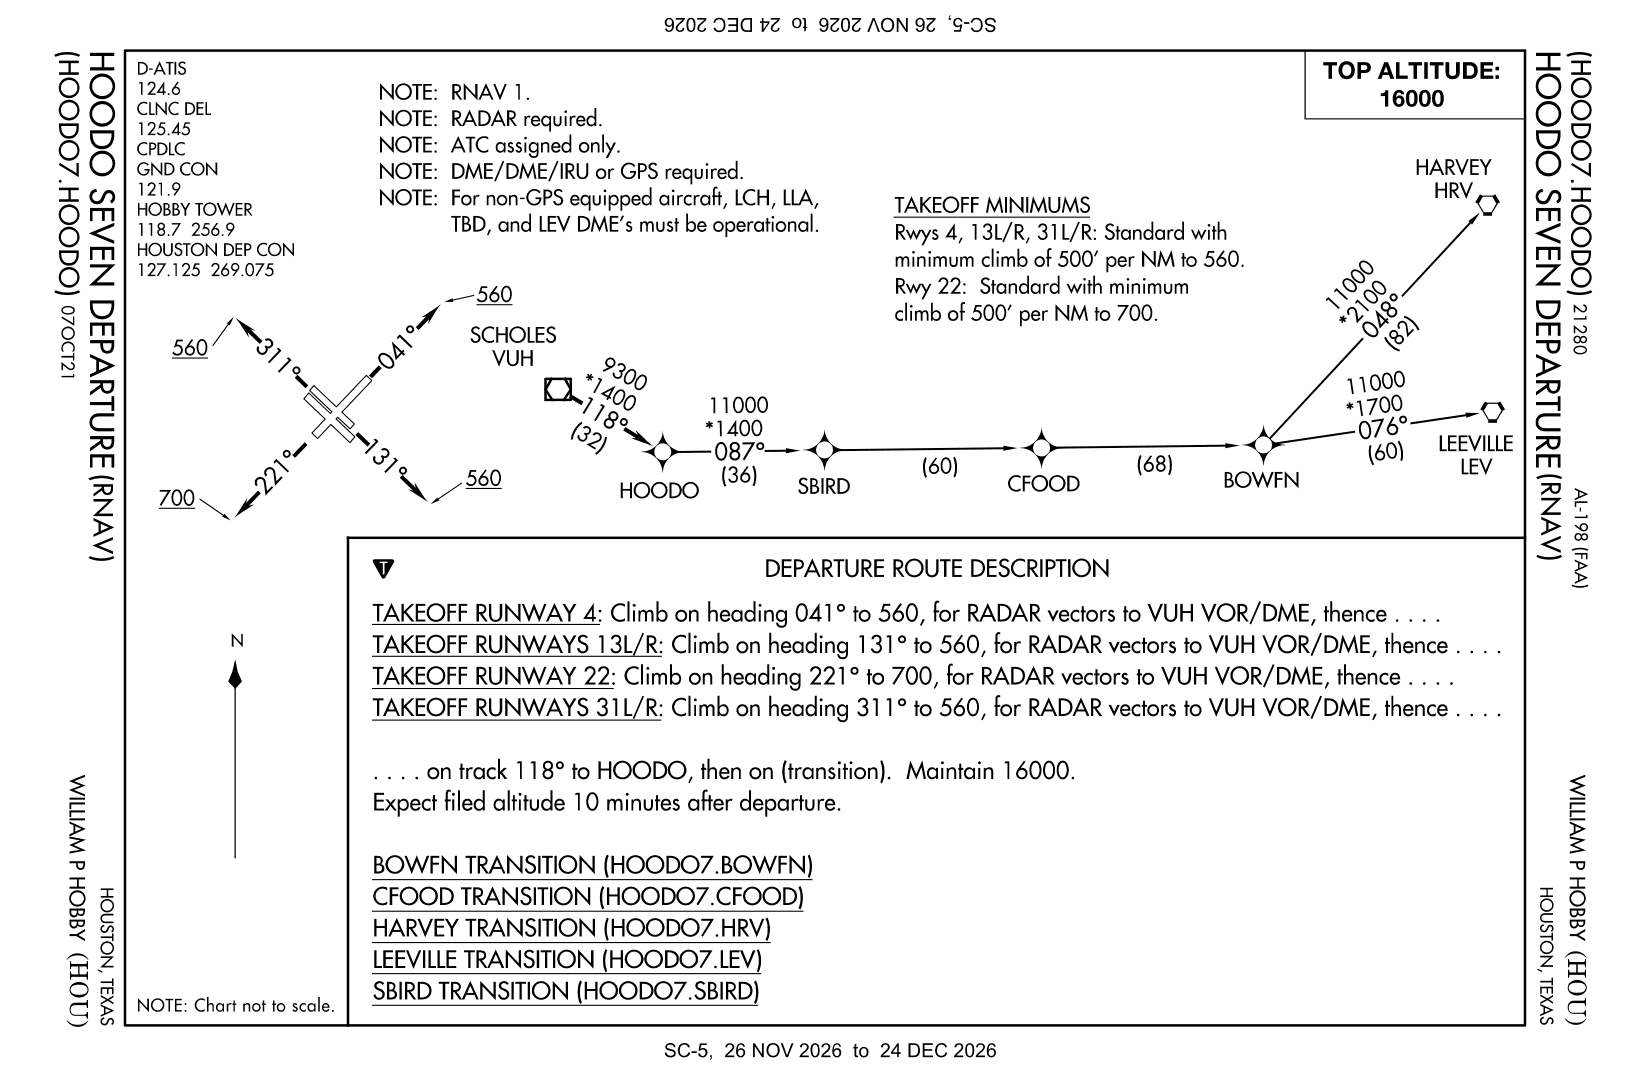 SC-5, 26 NOV 2026 to 24 DEC 2026
(HOODO7.HOODO) 07OCT21
HOODO SEVEN DEPARTURE (RNAV)
WILLIAM P HOBBY (HOU)
HOUSTON, TEXAS
D-ATIS
124.6
CLNC DEL
125.45
CPDLC
GND CON
121.9
HOBBY TOWER
118.7 256.9
HOUSTON DEP CON
127.125 269.075
NOTE: RNAV 1.
NOTE: RADAR required.
NOTE: ATC assigned only.
NOTE: DME/DME/IRU or GPS required.
NOTE: For non-GPS equipped aircraft, LCH, LLA,
TBD, and LEV DME's must be operational.
TOP ALTITUDE:
16000
TAKEOFF MINIMUMS
Rwys 4, 13L/R, 31L/R: Standard with
minimum climb of 500' per NM to 560.
Rwy 22: Standard with minimum
climb of 500' per NM to 700.
560
311°
041°
560
221°
700
131°
560
SCHOLES
VUH
9300
*1400
118°
(32)
HOODO
11000
*1400
087°
(36)
SBIRD
(60)
CFOOD
(68)
BOWFN
11000
*2100
048°
(82)
HARVEY
HRV
11000
*1700
076°
(60)
LEEVILLE
LEV
N
NOTE: Chart not to scale.
T
DEPARTURE ROUTE DESCRIPTION
TAKEOFF RUNWAY 4: Climb on heading 041° to 560, for RADAR vectors to VUH VOR/DME, thence . . . .
TAKEOFF RUNWAYS 13L/R: Climb on heading 131° to 560, for RADAR vectors to VUH VOR/DME, thence . . . .
TAKEOFF RUNWAY 22: Climb on heading 221° to 700, for RADAR vectors to VUH VOR/DME, thence . . . .
TAKEOFF RUNWAYS 31L/R: Climb on heading 311° to 560, for RADAR vectors to VUH VOR/DME, thence . . . .
. . . . on track 118° to HOODO, then on (transition). Maintain 16000.
Expect filed altitude 10 minutes after departure.
BOWFN TRANSITION (HOODO7.BOWFN)
CFOOD TRANSITION (HOODO7.CFOOD)
HARVEY TRANSITION (HOODO7.HRV)
LEEVILLE TRANSITION (HOODO7.LEV)
SBIRD TRANSITION (HOODO7.SBIRD)
(HOODO7.HOODO) 21280
HOODO SEVEN DEPARTURE (RNAV)
AL-198 (FAA)
WILLIAM P HOBBY (HOU)
HOUSTON, TEXAS
SC-5, 26 NOV 2026 to 24 DEC 2026